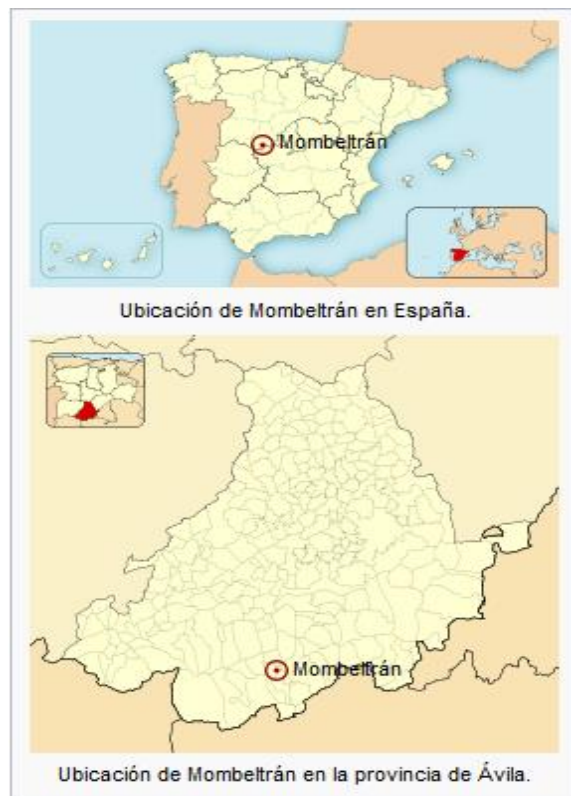 Mombeltrán
Ubicación de Mombeltrán en España.
Mombeltrán
Ubicación de Mombeltrán en la provincia de Ávila.